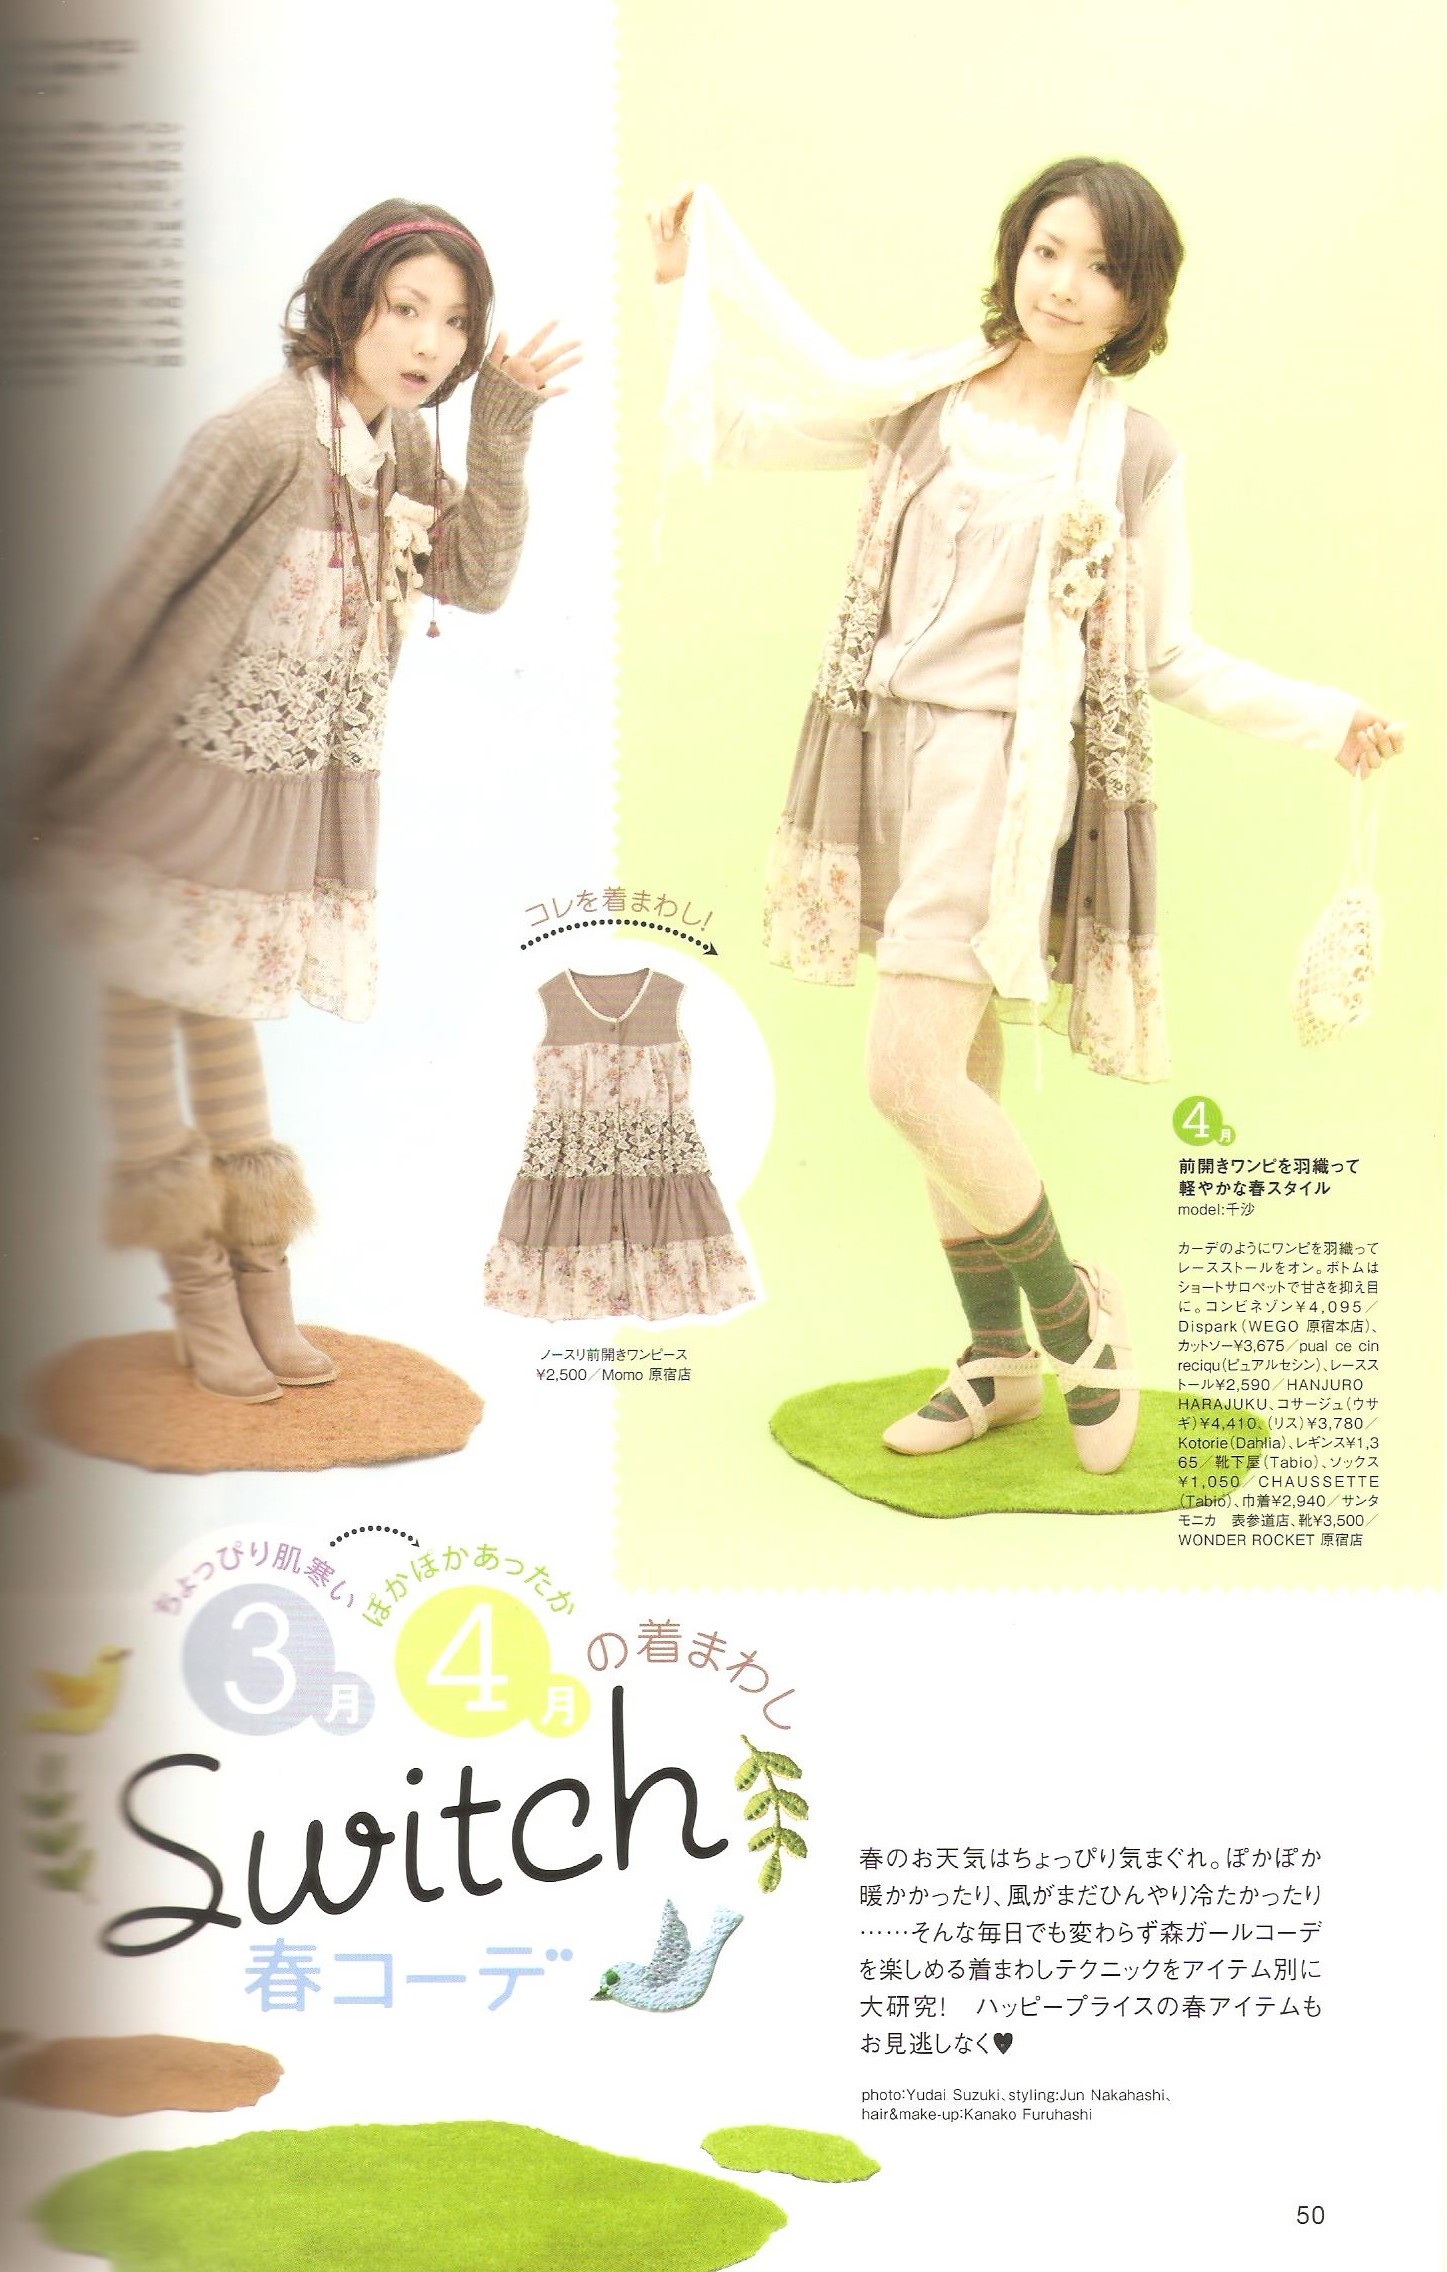 コレを着まわし!
ノースリ前開きワンピース
¥2,500/Momo 原宿店
4月
前開きワンピを羽織って
軽やかな春スタイル
model:千沙
カーデのようにワンピを羽織って
レースストールをオン。ボトムは
ショートサロペットで甘さを抑え目
に。コンビネゾン¥4,095/
Dispark(WEGO 原宿本店)、
カットソー¥3,675/pual ce cin
reciqu(ピュアルセシン)、レースス
トール¥2,590/HANJURO
HARAJUKU、コサージュ(ウサ
ギ)¥4,410、(リス)¥3,780/
Kotorie(Dahlia)、レギンス¥1,3
65/靴下屋(Tabio)、ソックス
¥1,050/CHAUSSETTE
(Tabio)、巾着¥2,940/サンタ
モニカ 表参道店、靴¥3,500/
WONDER ROCKET 原宿店
ちょっぴり肌寒い
ぽかぽかあったか
3月 4月 の着まわし
Switch
春コーデ
春のお天気はちょっぴり気まぐれ。ぽかぽか
暖かかったり、風がまだひんやり冷たかったり
……そんな毎日でも変わらず森ガールコーデ
を楽しめる着まわしテクニックをアイテム別に
大研究! ハッピープライスの春アイテムも
お見逃しなく♥
photo:Yudai Suzuki、styling:Jun Nakahashi、
hair&make-up:Kanako Furuhashi
50